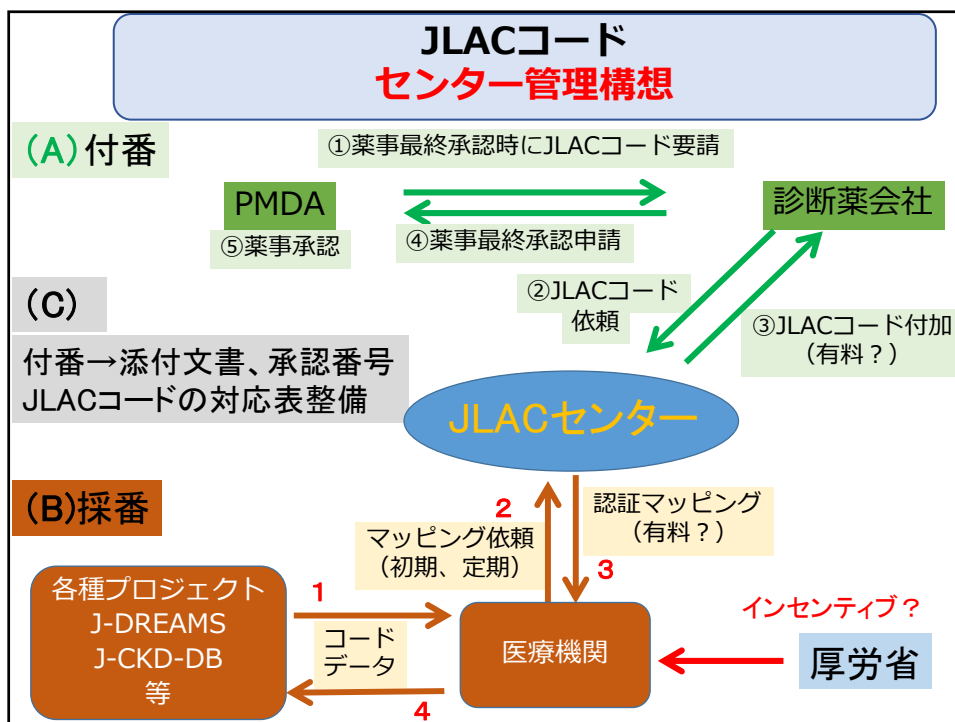 JLACコード
センター管理構想
(A)付番
①薬事最終承認時にJLACコード要請
PMDA
診断薬会社
⑤薬事承認
④薬事最終承認申請
(C)
②JLACコード
依頼
③JLACコード付加
（有料？）
付番→添付文書、承認番号
JLACコードの対応表整備
JLACセンター
(B)採番
2
マッピング依頼
（初期、定期）
認証マッピング
（有料？）
3
各種プロジェクト
J-DREAMS
J-CKD-DB
等
1
コード
データ
4
医療機関
インセンティブ？
厚労省